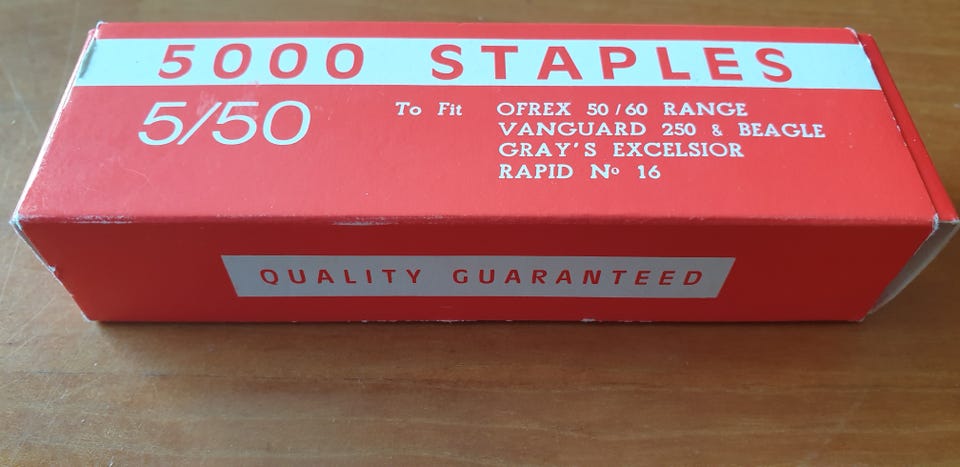 5000 STAPLES
5/50
To Fit
OFREX 50/60 RANGE
VANGUARD 250 & BEAGLE
GRAY'S EXCELSIOR
RAPID Nº 16
QUALITY GUARANTEED